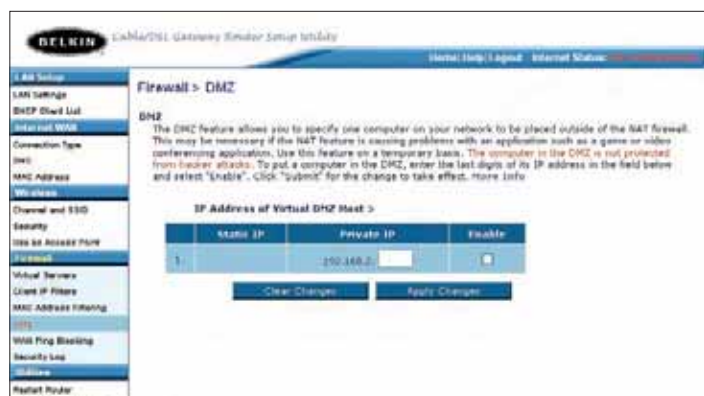 BELKIN
Cable/DSL Gateway Router Setup Utility
Home|Help|Logout Internet Status:
LAN Setup
LAN Settings
DHCP Client List
Internet WAN
Connection Type
DNS
MAC Address
Wireless
Channel and SSID
Security
Use as Access Point
Firewall
Virtual Servers
Client IP Filters
MAC Address Filtering
DMZ
WAN Ping Blocking
Security Log
Utilities
Restart Router
Firewall > DMZ
DMZ
The DMZ feature allows you to specify one computer on your network to be placed outside of the NAT firewall.
This may be necessary if the NAT feature is causing problems with an application such as a game or video
conferencing application. Use this feature on a temporary basis. The computer in the DMZ is not protected
from hacker attacks. To put a computer in the DMZ, enter the last digits of its IP address in the field below
and select "Enable". Click "Submit" for the change to take effect. More Info
IP Address of Virtual DMZ Host >
Static IP Private IP Enable
1. 192.168.2.
Clear Changes Apply Changes